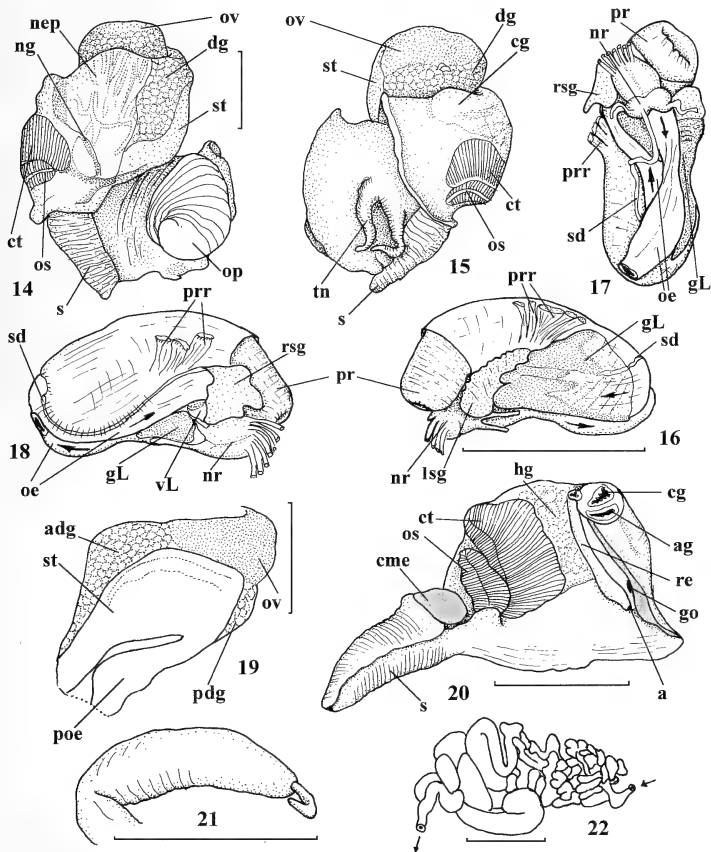 ov
nep
dg
ng
st
ct
os
s
op
14
ov
dg
cg
st
ct
os
tn
s
15
pr
nr
rsg
prr
sd
oe
gL
17
prr
sd
rsg
pr
18
oe
gL
vL
nr
prr
gL
sd
nr
lsg
16
adg
st
ov
pdg
poe
19
hg
cg
ct
os
ag
cme
re
go
a
s
20
21
22